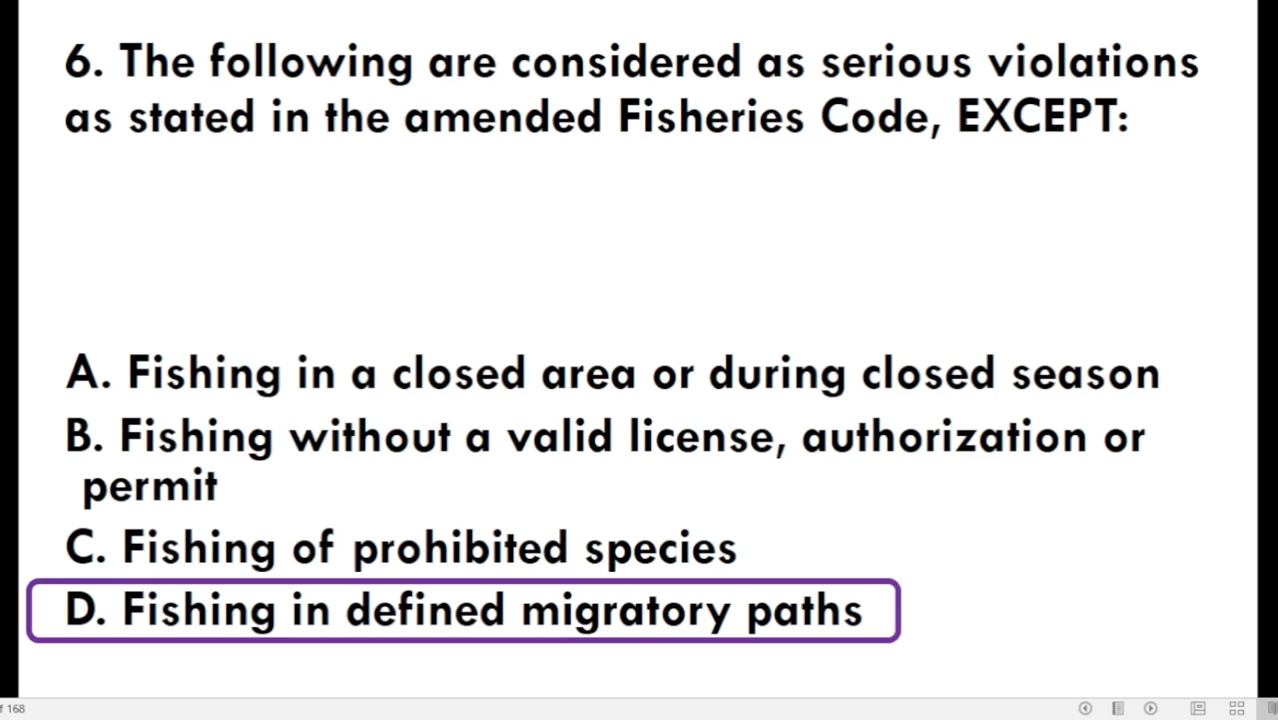 6. The following are considered as serious violations
as stated in the amended Fisheries Code, EXCEPT:
A. Fishing in a closed area or during closed season
B. Fishing without a valid license, authorization or
permit
C. Fishing of prohibited species
D. Fishing in defined migratory paths
f 168